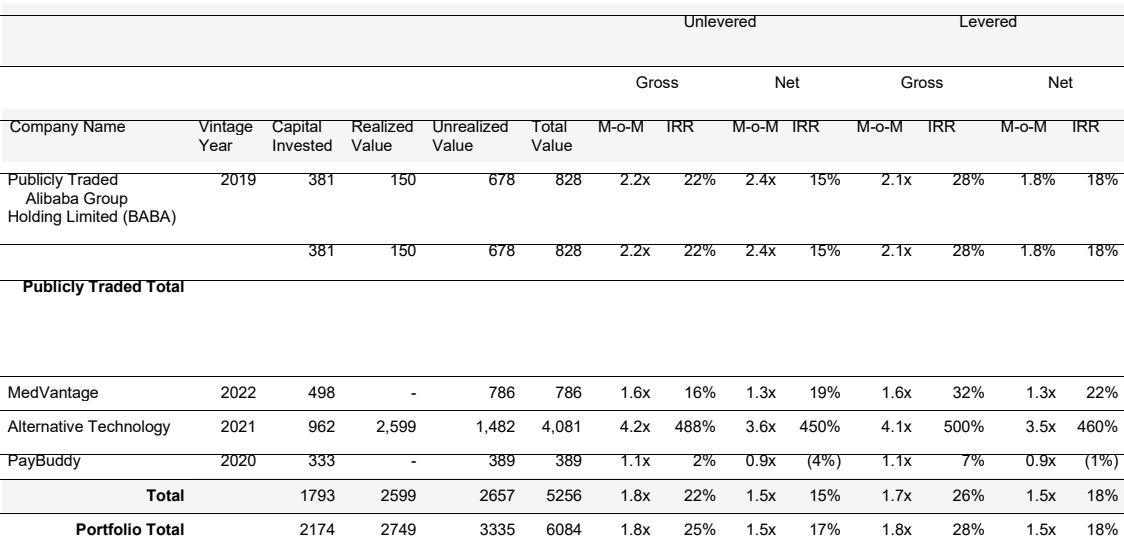 Unlevered Levered
Gross Net Gross Net
Company Name Vintage Capital Realized Unrealized Total M-o-M IRR M-o-M IRR M-o-M IRR M-o-M IRR
Year Invested Value Value Value
Publicly Traded 2019 381 150 678 828 2.2x 22% 2.4x 15% 2.1x 28% 1.8% 18%
Alibaba Group
Holding Limited (BABA)
381 150 678 828 2.2x 22% 2.4x 15% 2.1x 28% 1.8% 18%
Publicly Traded Total
MedVantage 2022 498 - 786 786 1.6x 16% 1.3x 19% 1.6x 32% 1.3x 22%
Alternative Technology 2021 962 2,599 1,482 4,081 4.2x 488% 3.6x 450% 4.1x 500% 3.5x 460%
PayBuddy 2020 333 - 389 389 1.1x 2% 0.9x (4%) 1.1x 7% 0.9x (1%)
Total 1793 2599 2657 5256 1.8x 22% 1.5x 15% 1.7x 26% 1.5x 18%
Portfolio Total 2174 2749 3335 6084 1.8x 25% 1.5x 17% 1.8x 28% 1.5x 18%